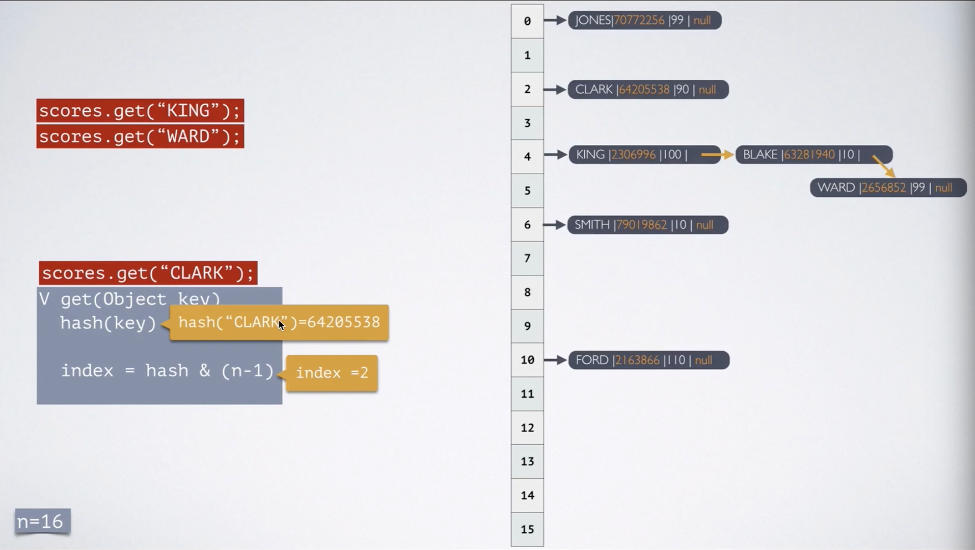 scores.get(“KING”);
scores.get(“WARD”);
scores.get(“CLARK”);
V get(Object key)
hash(key)
hash(“CLARK”)=64205538
index = hash & (n-1)
index =2
n=16
0
JONES|70772256 |99 | null
1
2
CLARK |64205538 |90 | null
3
4
KING |2306996 |100 |
BLAKE |63281940 |10 |
5
WARD |2656852 |99 | null
6
SMITH |79019862 |10 | null
7
8
9
10
FORD |2163866 |110 | null
11
12
13
14
15